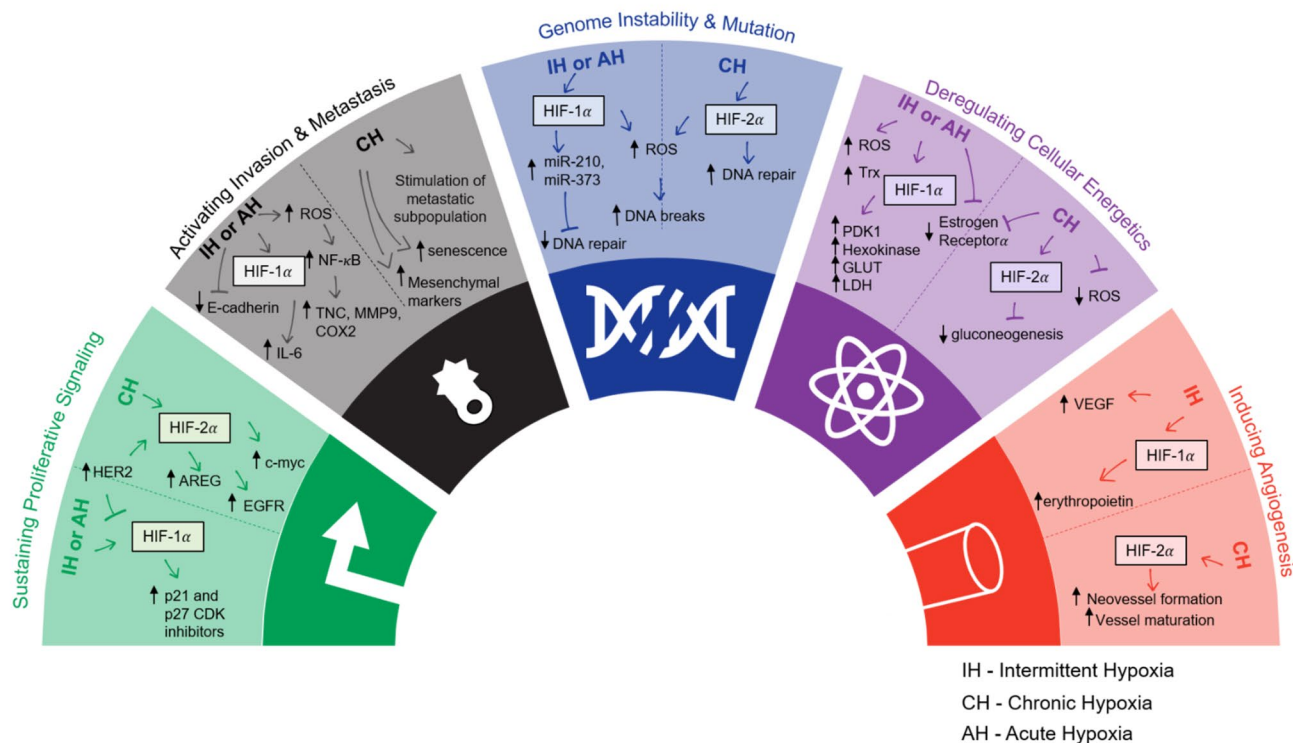 Genome Instability & Mutation
Activating Invasion & Metastasis
Deregulating Cellular Energetics
Sustaining Proliferative Signaling
Inducing Angiogenesis
CH
HIF-2α
HER2
AREG
c-myc
EGFR
IH or AH
HIF-1α
p21 and
p27 CDK
inhibitors
IH or AH
ROS
HIF-1α
NF-κB
E-cadherin
TNC, MMP9,
COX2
IL-6
CH
Stimulation of
metastatic
subpopulation
senescence
Mesenchymal
markers
IH or AH
HIF-1α
miR-210,
miR-373
DNA repair
ROS
DNA breaks
CH
HIF-2α
DNA repair
IH or AH
ROS
Trx
HIF-1α
PDK1
Hexokinase
GLUT
LDH
Estrogen
Receptorα
CH
HIF-2α
ROS
gluconeogenesis
IH
VEGF
HIF-1α
erythropoietin
HIF-2α
CH
Neovessel formation
Vessel maturation
IH - Intermittent Hypoxia
CH - Chronic Hypoxia
AH - Acute Hypoxia